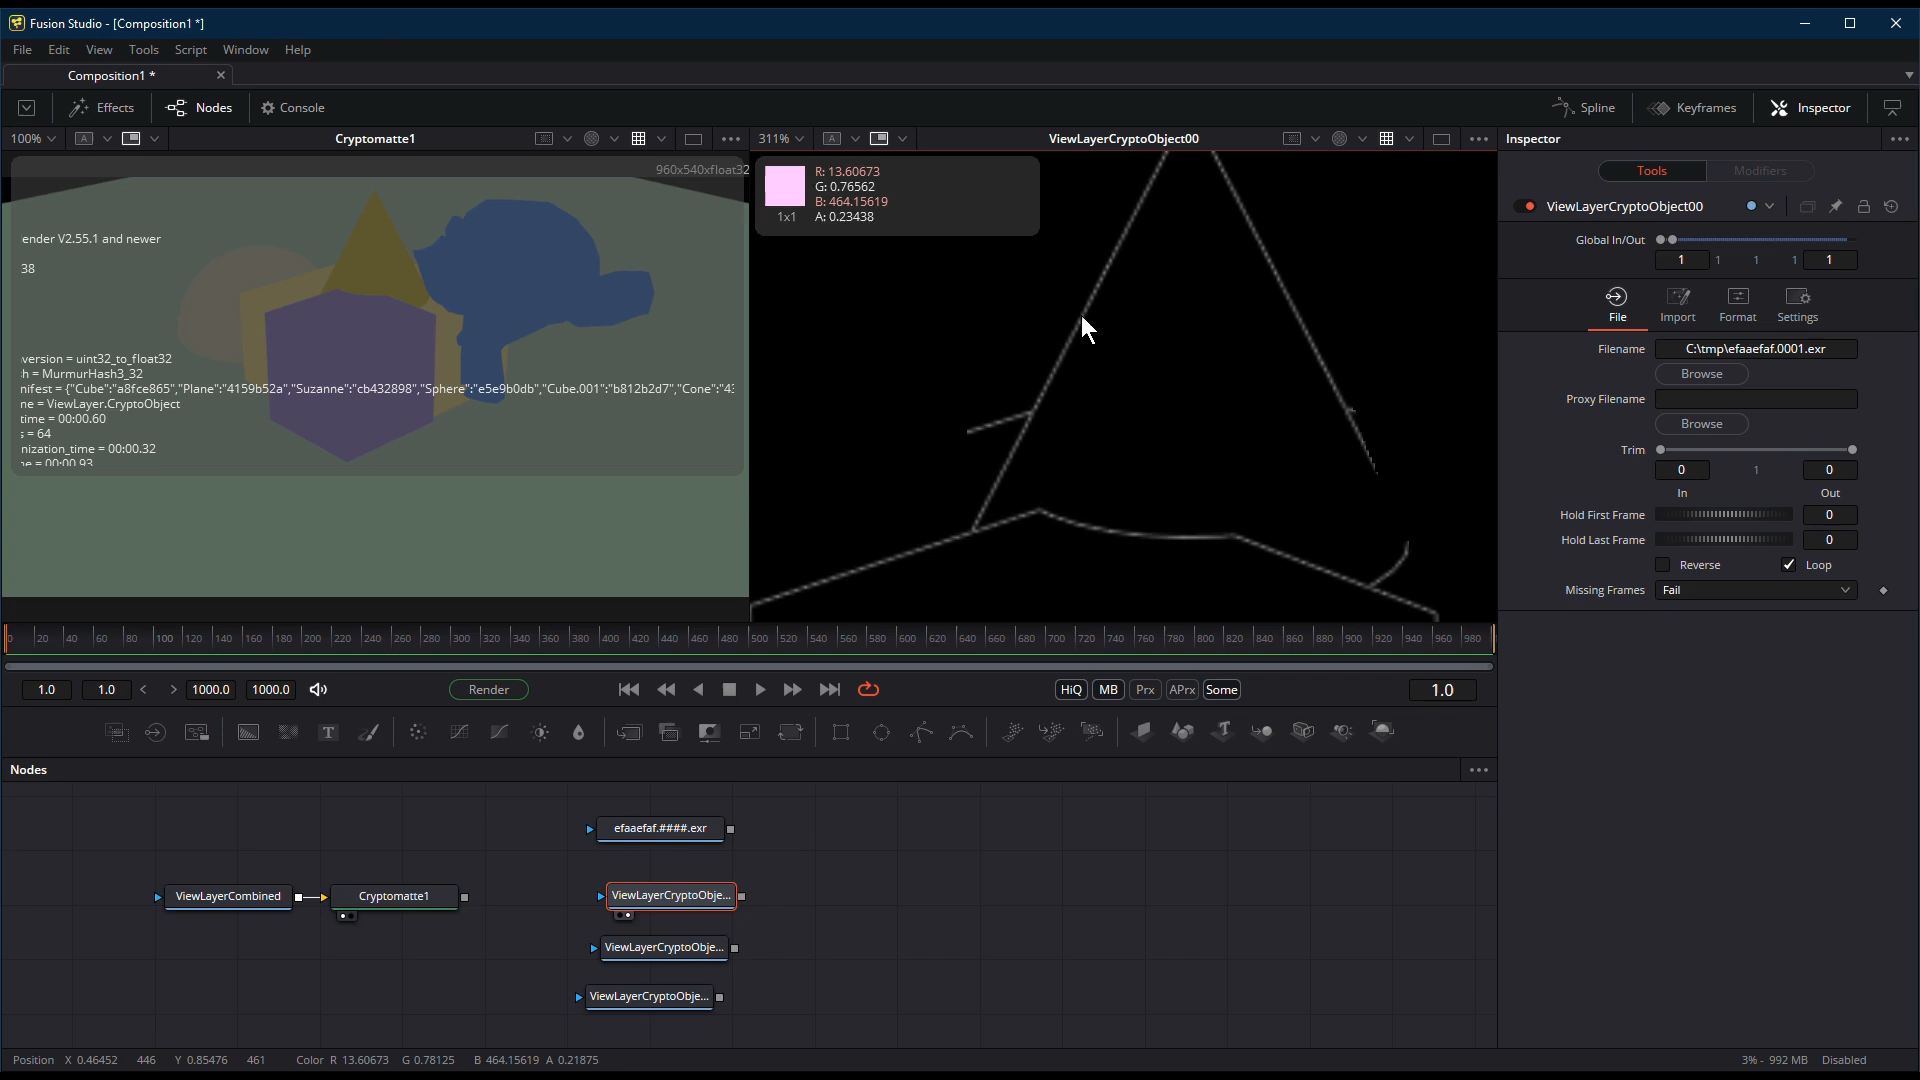 Fusion Studio - [Composition1 *]
File Edit View Tools Script Window Help
Composition1 *
Effects Nodes Console Spline Keyframes Inspector
100% A Cryptomatte1 311% A ViewLayerCryptoObject00 Inspector
960x540xfloat32
ender V2.55.1 and newer
38
version = uint32_to_float32
h = MurmurHash3_32
nifest = {"Cube":"a8fce865","Plane":"4159b52a","Suzanne":"cb432898","Sphere":"e5e9b0db","Cube.001":"b812b2d7","Cone":"43
ne = ViewLayer.CryptoObject
time = 00:00.60
s = 64
nization_time = 00:00.32
ne = 00:00.93
R: 13.60673
G: 0.76562
B: 464.15619
1x1 A: 0.23438
Tools Modifiers
ViewLayerCryptoObject00
Global In/Out
1 1 1 1 1
File Import Format Settings
Filename C:\tmp\efaaefaf.0001.exr
Browse
Proxy Filename
Browse
Trim
0 1 0
In Out
Hold First Frame 0
Hold Last Frame 0
Reverse Loop
Missing Frames Fail
0 20 40 60 80 100 120 140 160 180 200 220 240 260 280 300 320 340 360 380 400 420 440 460 480 500 520 540 560 580 600 620 640 660 680 700 720 740 760 780 800 820 840 860 880 900 920 940 960 980
1.0 1.0 < > 1000.0 1000.0 Render HiQ MB Prx APrx Some 1.0
Nodes
efaaefaf.####.exr
ViewLayerCombined Cryptomatte1 ViewLayerCryptoObje...
ViewLayerCryptoObje...
ViewLayerCryptoObje...
Position X 0.46452 446 Y 0.85476 461 Color R 13.60673 G 0.78125 B 464.15619 A 0.21875 3% - 992 MB Disabled